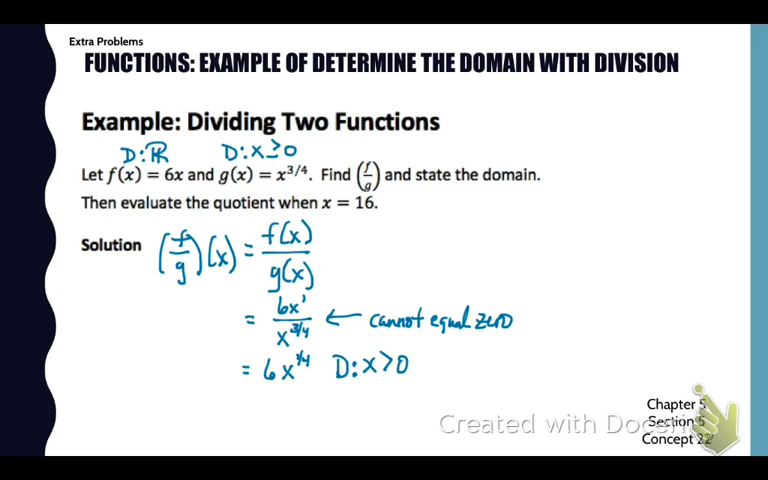 Extra Problems
FUNCTIONS: EXAMPLE OF DETERMINE THE DOMAIN WITH DIVISION
Example: Dividing Two Functions
D: ℝ D: x ≥ 0
Let f(x) = 6x and g(x) = x^{3/4}. Find (f/g) and state the domain.
Then evaluate the quotient when x = 16.
Solution (f/g)(x) = f(x)/g(x)
= 6x^1/x^{3/4} ← cannot equal zero
= 6x^{1/4} D: x > 0
Chapter 5
Section 5
Concept 22
Created with